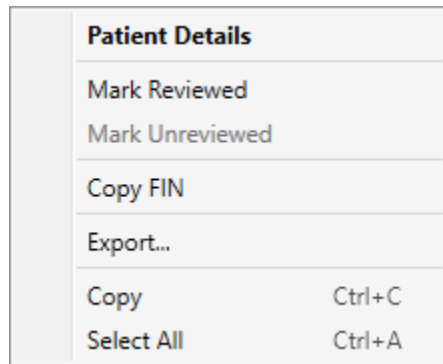 Patient Details
Mark Reviewed
Mark Unreviewed
Copy FIN
Export...
Copy Ctrl+C
Select All Ctrl+A